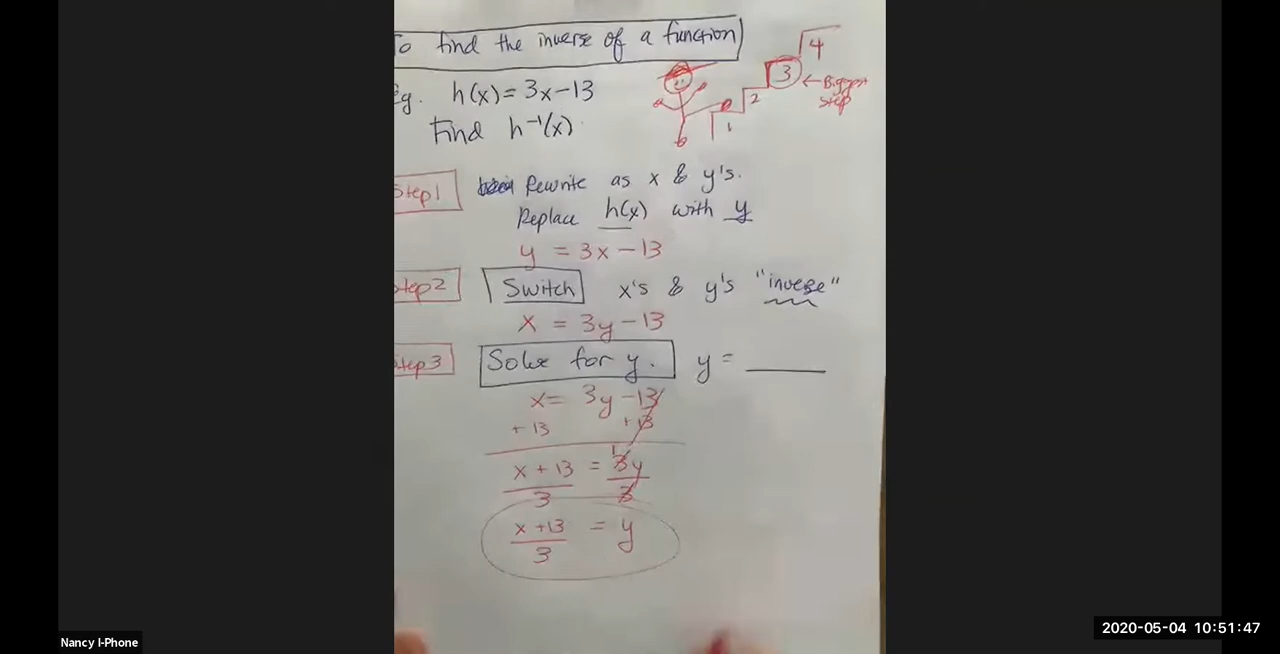 To find the inverse of a function
Eg. h(x) = 3x-13
Find h⁻¹(x)
4
3
← Biggest
step
2
1
Step 1
Rewrite as x & y's.
Replace h(x) with y
y = 3x - 13
Step 2
Switch x's & y's "inverse"
x = 3y - 13
Step 3
Solve for y. y = ____
x = 3y - 13
+ 13 + 13
x + 13 = 3y
3 3
x + 13 = y
3
Nancy I-Phone
2020-05-04 10:51:47